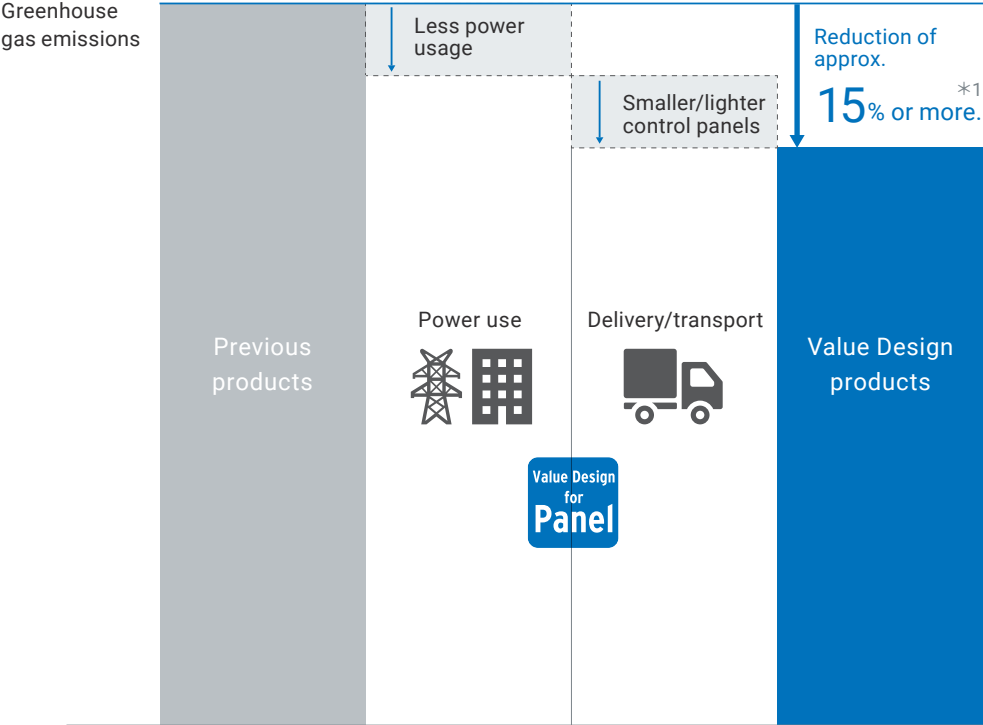 Greenhouse
gas emissions
Less power
usage
Smaller/lighter
control panels
Reduction of
approx.
15% or more.*1
Previous
products
Power use
Delivery/transport
Value Design
products
Value Design
for
Panel